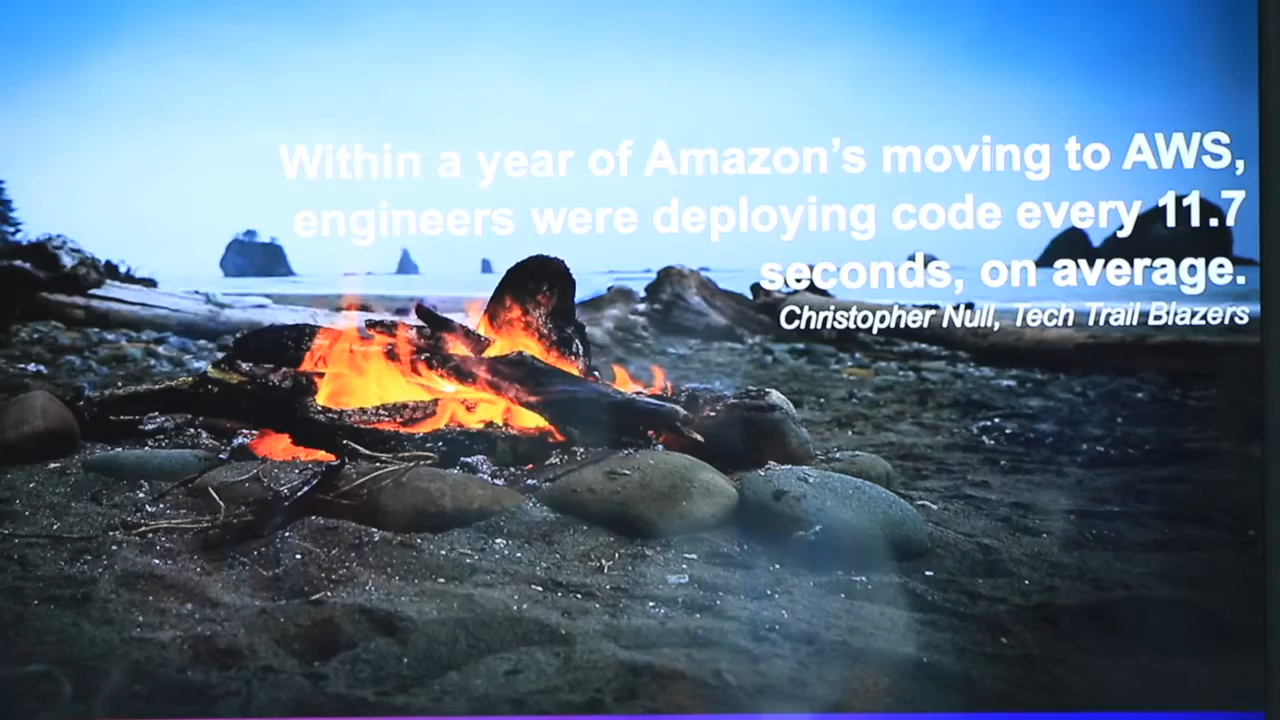 Within a year of Amazon’s moving to AWS,
engineers were deploying code every 11.7
seconds, on average.
Christopher Null, Tech Trail Blazers